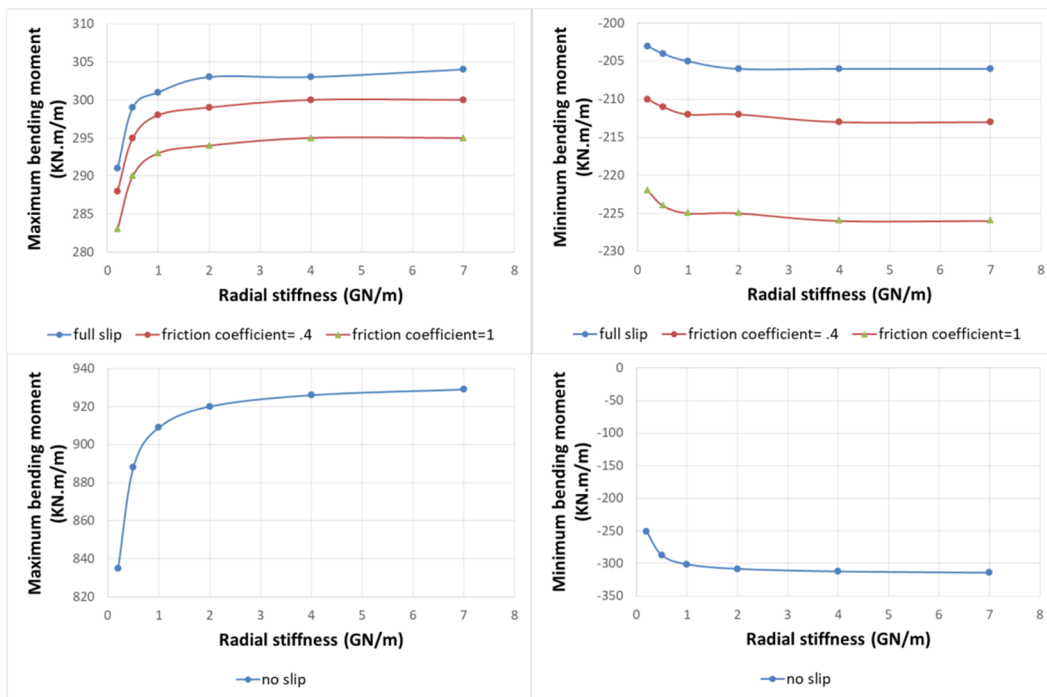 Maximum bending moment
(KN.m/m)
310
305
300
295
290
285
280
0 1 2 3 4 5 6 7 8
Radial stiffness (GN/m)
full slip friction coefficient= .4 friction coefficient=1
Minimum bending moment
(KN.m/m)
-200
-205
-210
-215
-220
-225
-230
0 1 2 3 4 5 6 7 8
Radial stiffness (GN/m)
full slip friction coefficient= .4 friction coefficient=1
Maximum bending moment
(KN.m/m)
940
920
900
880
860
840
820
0 1 2 3 4 5 6 7 8
Radial stiffness (GN/m)
no slip
Minimum bending moment
(KN.m/m)
0
-50
-100
-150
-200
-250
-300
-350
0 1 2 3 4 5 6 7 8
Radial stiffness (GN/m)
no slip